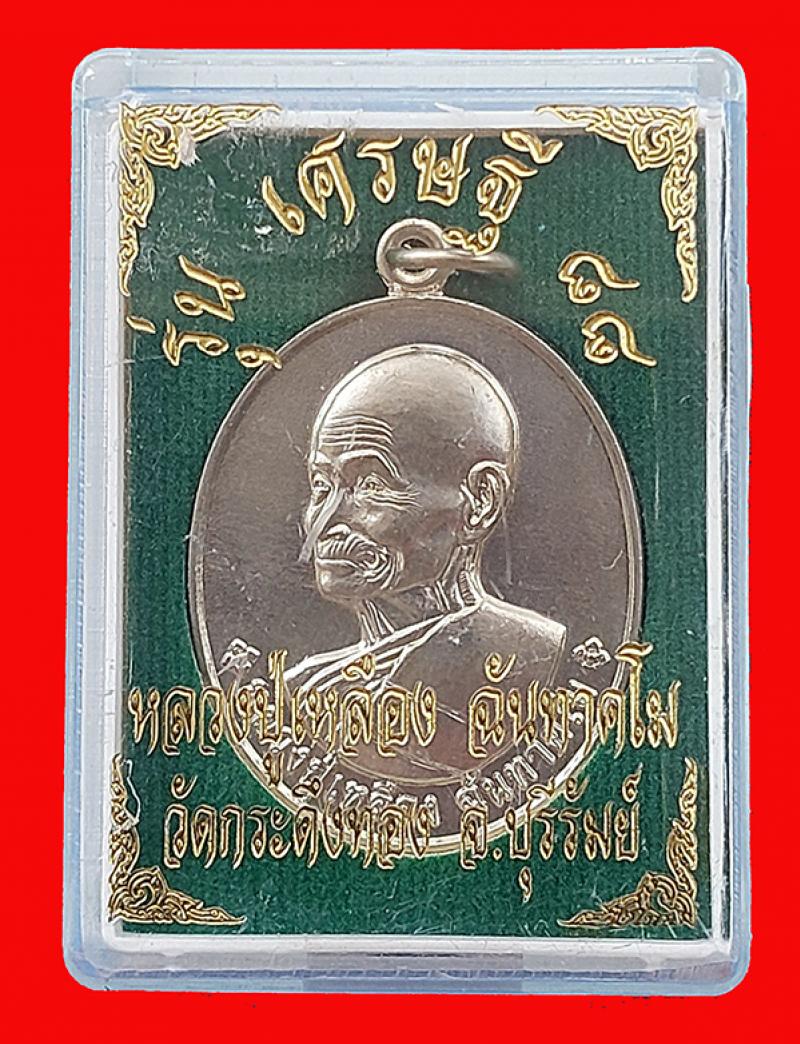 รุ่น เศรษฐี ๙๙
หลวงปู่เหลือง ฉันทาคโม
วัดกระดึงทอง จ.บุรีรัมย์